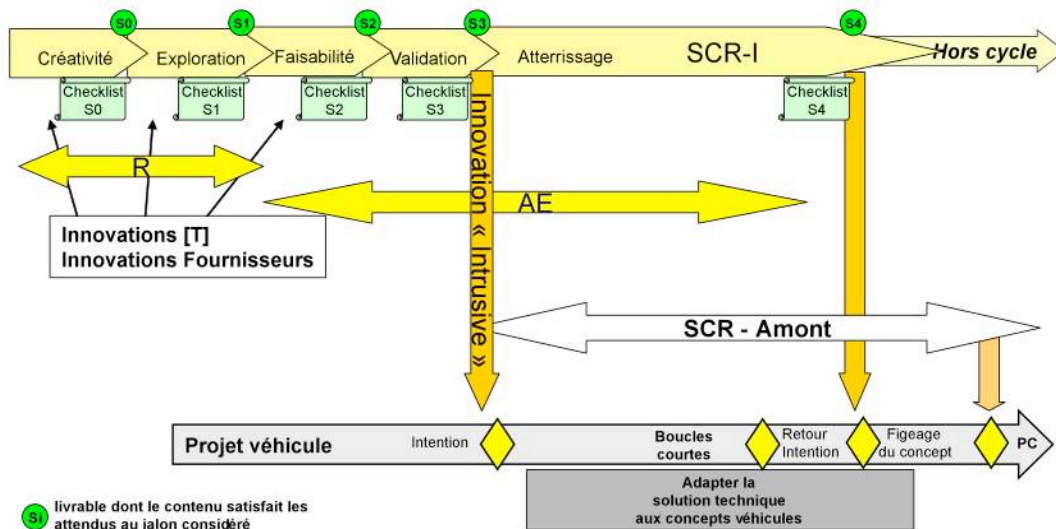 S0
S1
S2
S3
S4
Créativité
Exploration
Faisabilité
Validation
Atterrissage
SCR-I
Hors cycle
Checklist
S0
Checklist
S1
Checklist
S2
Checklist
S3
Checklist
S4
R
AE
Innovations [T]
Innovations Fournisseurs
Innovation « Intrusive »
SCR - Amont
Projet véhicule
Intention
Boucles
courtes
Retour
Intention
Figeage
du concept
PC
Adapter la
solution technique
aux concepts véhicules
Si
livrable dont le contenu satisfait les
attendus au jalon considéré